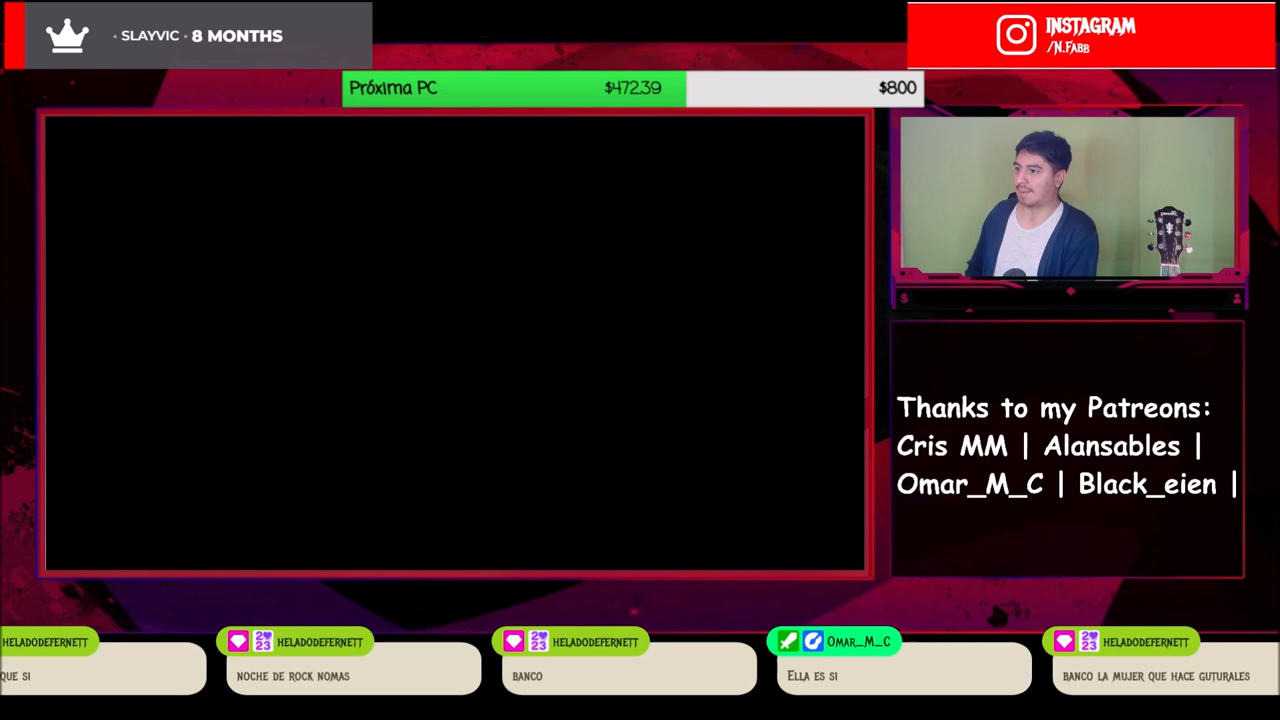 · SLAYVIC · 8 MONTHS
INSTAGRAM
/N.FABB
Próxima PC $472.39 $800
Thanks to my Patreons:
Cris MM | Alansables |
Omar_M_C | Black_eien |
HELADODEFERNETT
QUE SI
HELADODEFERNETT
NOCHE DE ROCK NOMAS
HELADODEFERNETT
BANCO
OMAR_M_C
ELLA ES SI
HELADODEFERNETT
BANCO LA MUJER QUE HACE GUTURALES